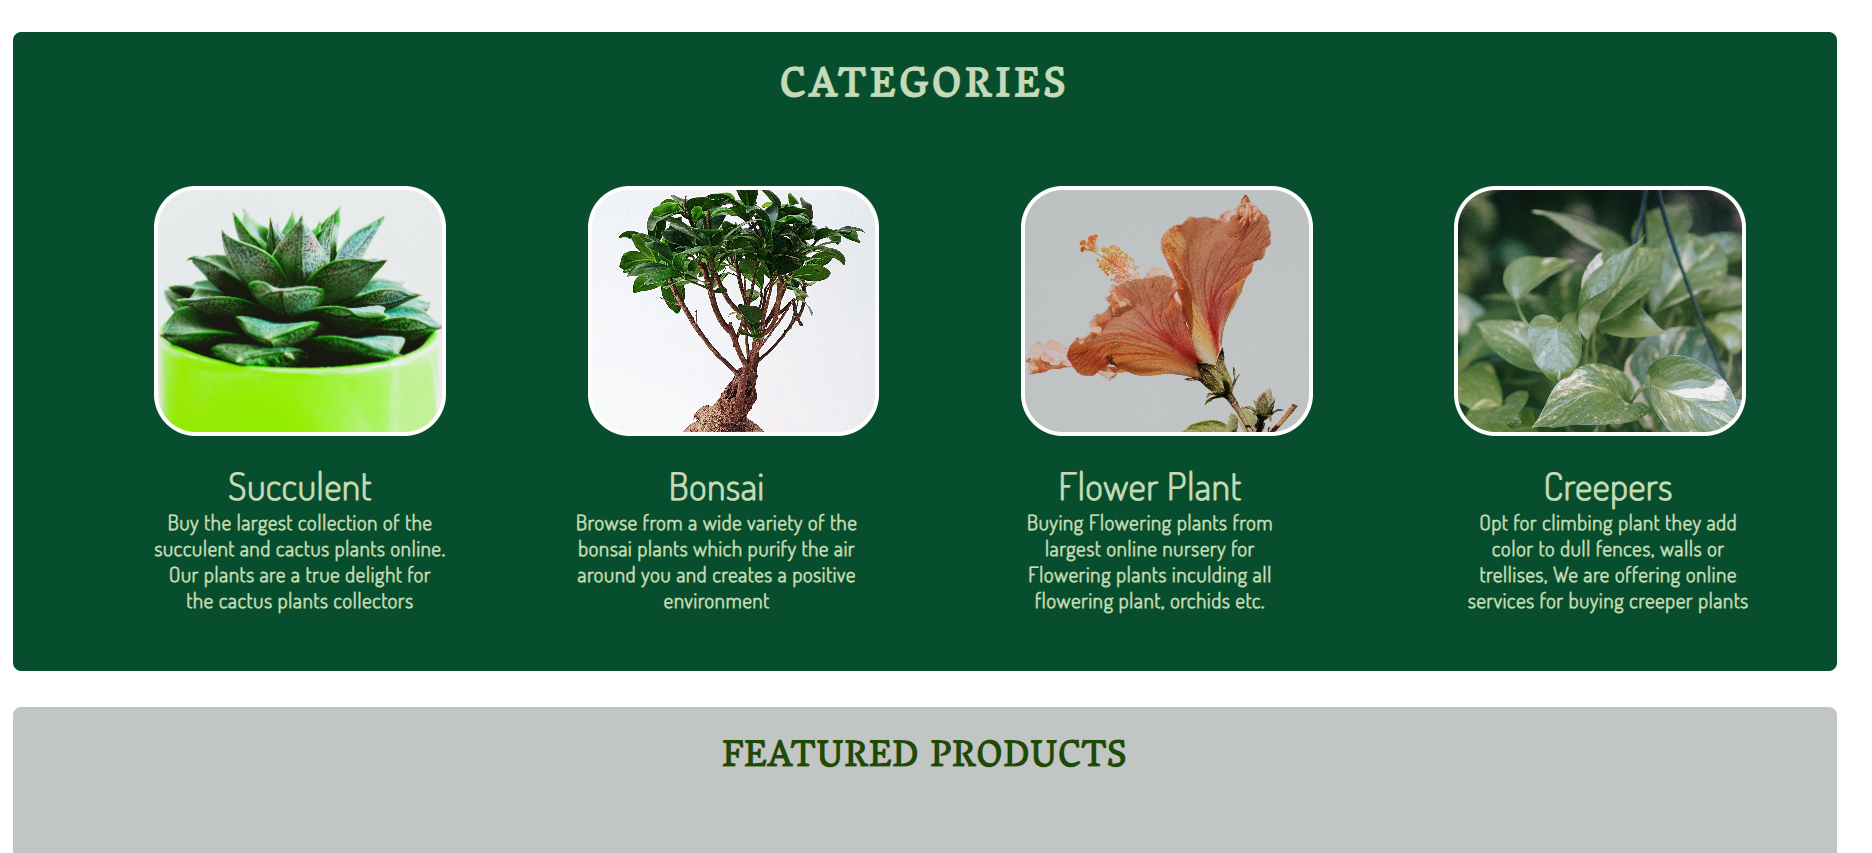 CATEGORIES
Succulent
Buy the largest collection of the
succulent and cactus plants online.
Our plants are a true delight for
the cactus plants collectors
Bonsai
Browse from a wide variety of the
bonsai plants which purify the air
around you and creates a positive
environment
Flower Plant
Buying Flowering plants from
largest online nursery for
Flowering plants inculding all
flowering plant, orchids etc.
Creepers
Opt for climbing plant they add
color to dull fences, walls or
trellises, We are offering online
services for buying creeper plants
FEATURED PRODUCTS